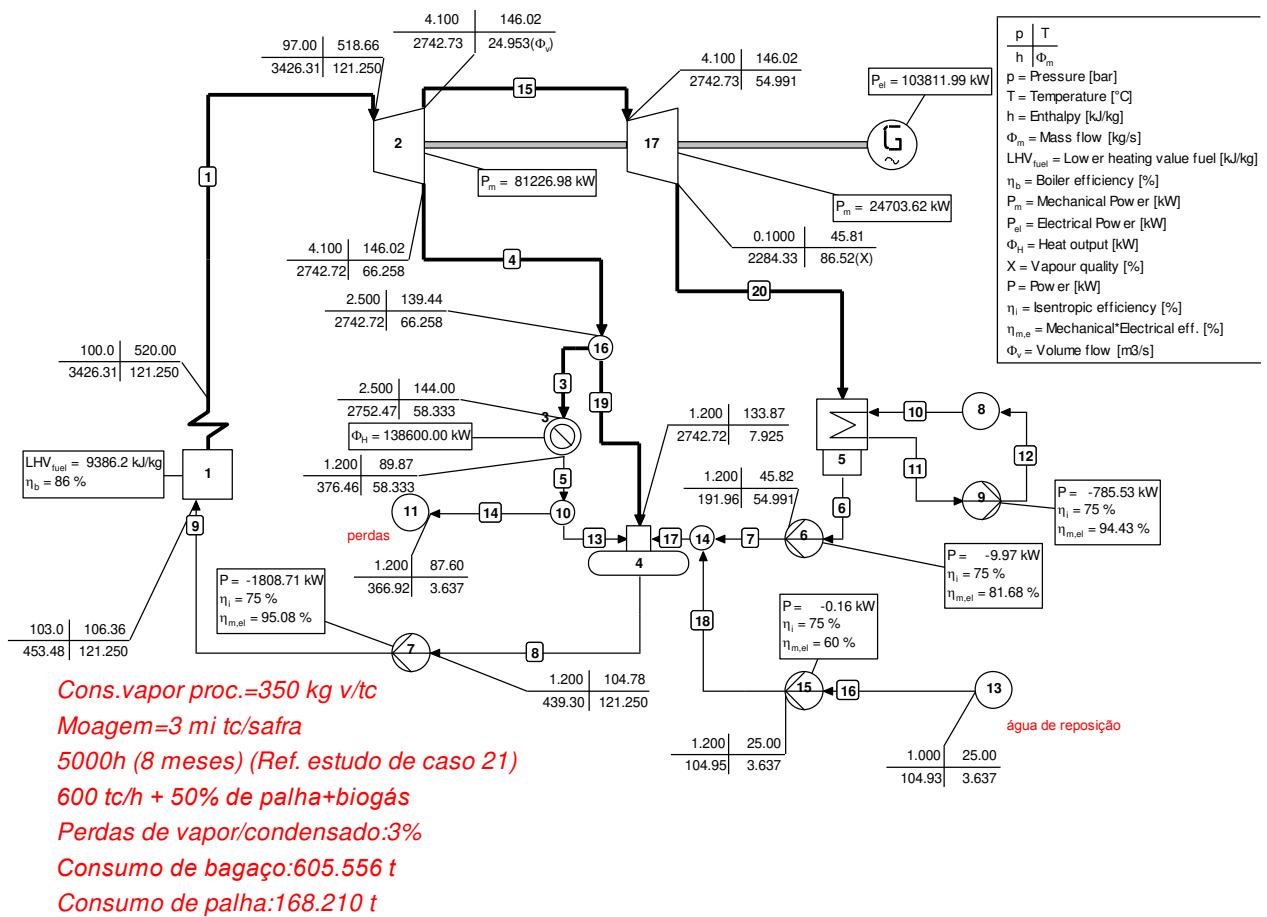 4.100 146.02
2742.73 24.953(Φv)
97.00 518.66
3426.31 121.250
4.100 146.02
2742.73 54.991
Pel = 103811.99 kW
p T
h Φm
p = Pressure [bar]
T = Temperature [°C]
h = Enthalpy [kJ/kg]
Φm = Mass flow [kg/s]
LHVfuel = Lower heating value fuel [kJ/kg]
ηb = Boiler efficiency [%]
Pm = Mechanical Power [kW]
Pel = Electrical Power [kW]
ΦH = Heat output [kW]
X = Vapour quality [%]
P = Power [kW]
ηi = Isentropic efficiency [%]
ηm,e = Mechanical*Electrical eff. [%]
Φv = Volume flow [m3/s]
15
2
17
G
1
Pm = 81226.98 kW
Pm = 24703.62 kW
4.100 146.02
2742.72 66.258
4
0.1000 45.81
2284.33 86.52(X)
20
2.500 139.44
2742.72 66.258
16
100.0 520.00
3426.31 121.250
3
19
2.500 144.00
2752.47 58.333
3
ΦH = 138600.00 kW
1.200 133.87
2742.72 7.925
10
8
LHVfuel = 9386.2 kJ/kg
ηb = 86 %
1
5
11
12
1.200 89.87
376.46 58.333
5
1.200 45.82
191.96 54.991
6
9
P = -785.53 kW
ηi = 75 %
ηm,el = 94.43 %
9
11
14
10
13
17
14
7
6
perdas
4
1.200 87.60
366.92 3.637
P = -9.97 kW
ηi = 75 %
ηm,el = 81.68 %
P = -1808.71 kW
ηi = 75 %
ηm,el = 95.08 %
P = -0.16 kW
ηi = 75 %
ηm,el = 60 %
18
103.0 106.36
453.48 121.250
7
8
1.200 104.78
439.30 121.250
15
16
13
água de reposição
1.200 25.00
104.95 3.637
1.000 25.00
104.93 3.637
Cons.vapor proc.=350 kg v/tc
Moagem=3 mi tc/safra
5000h (8 meses) (Ref. estudo de caso 21)
600 tc/h + 50% de palha+biogás
Perdas de vapor/condensado:3%
Consumo de bagaço:605.556 t
Consumo de palha:168.210 t